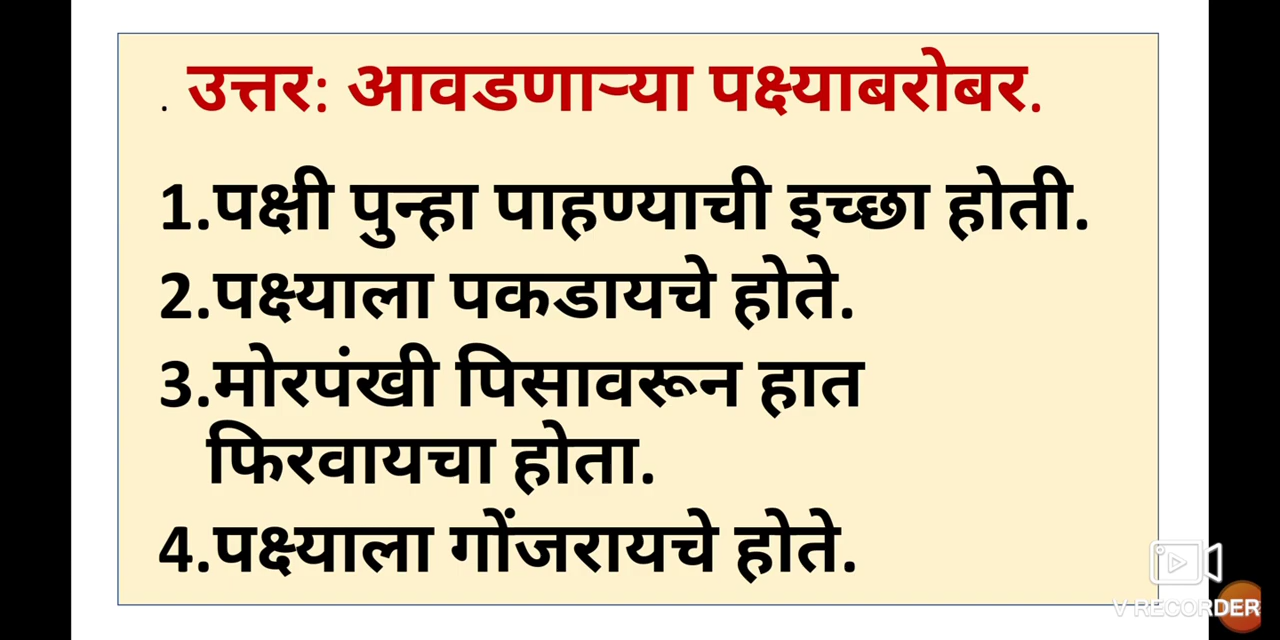 . उत्तर: आवडणाऱ्या पक्ष्याबरोबर.
1.पक्षी पुन्हा पाहण्याची इच्छा होती.
2.पक्ष्याला पकडायचे होते.
3.मोरपंखी पिसावरून हात
फिरवायचा होता.
4.पक्ष्याला गोंजरायचे होते.
V RECORDER